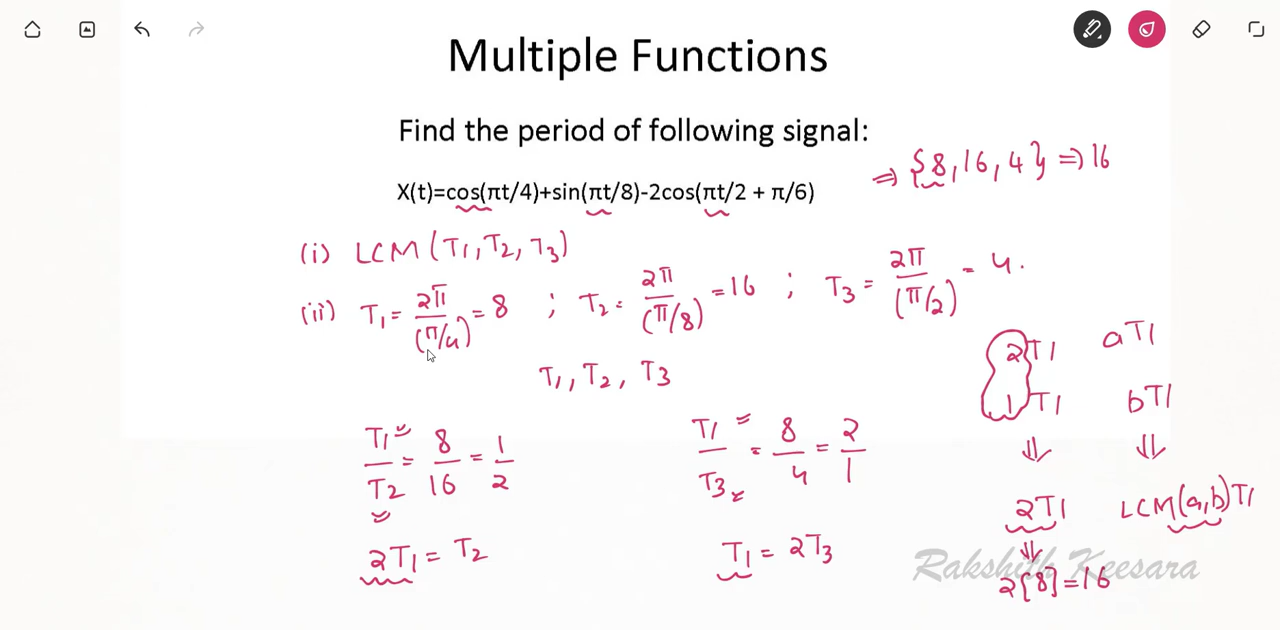 Multiple Functions
Find the period of following signal:
⇒ {8, 16, 4} ⇒ 16
X(t)=cos(πt/4)+sin(πt/8)-2cos(πt/2 + π/6)
(i) LCM (T1, T2, T3)
(ii) T1 = 2π/(π/4) = 8 ; T2 = 2π/(π/8) = 16 ; T3 = 2π/(π/2) = 4.
T1, T2, T3
2T1 aT1
1T1 bT1
T1/T2 = 8/16 = 1/2 T1/T3 = 8/4 = 2/1
⇓ ⇓
2T1 LCM(a,b)T1
2T1 = T2 T1 = 2T3
⇓
Rakshith Keesara
2[8] = 16